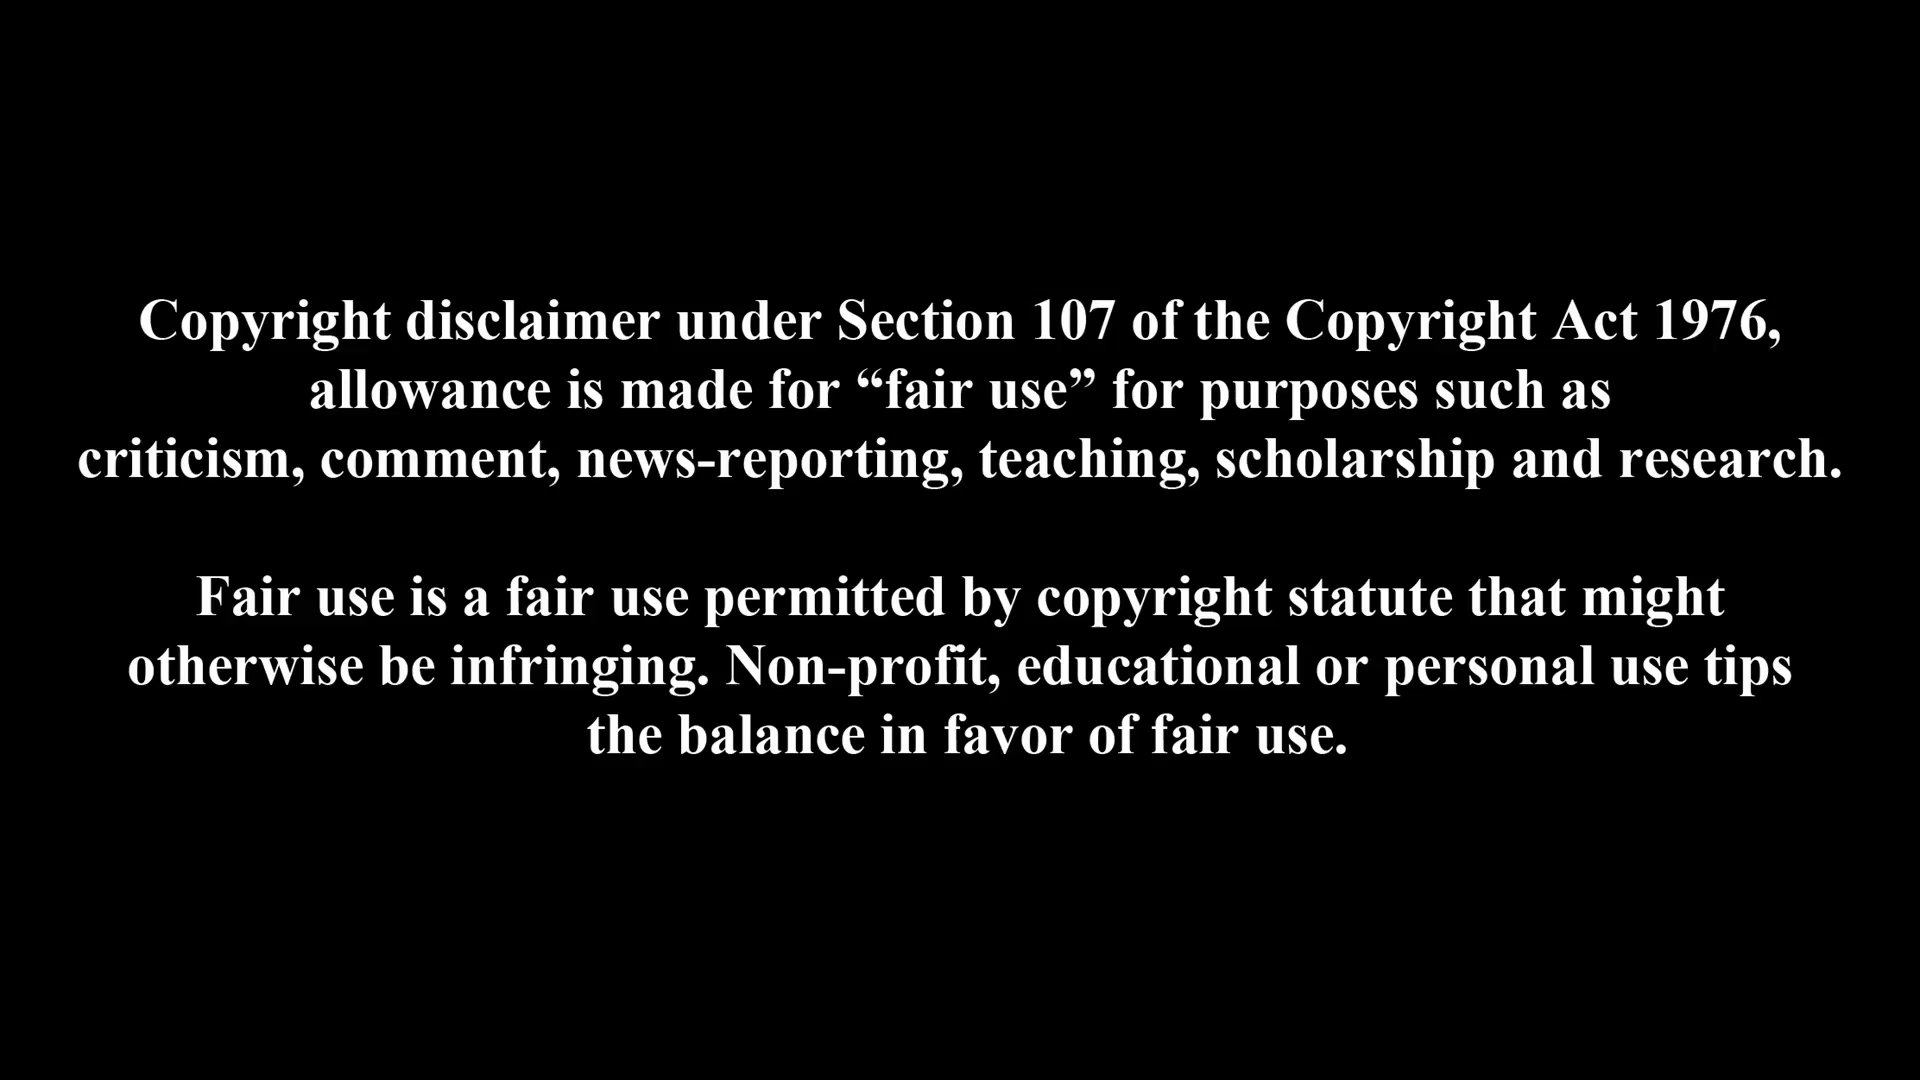 Copyright disclaimer under Section 107 of the Copyright Act 1976,
allowance is made for “fair use” for purposes such as
criticism, comment, news-reporting, teaching, scholarship and research.
Fair use is a fair use permitted by copyright statute that might
otherwise be infringing. Non-profit, educational or personal use tips
the balance in favor of fair use.